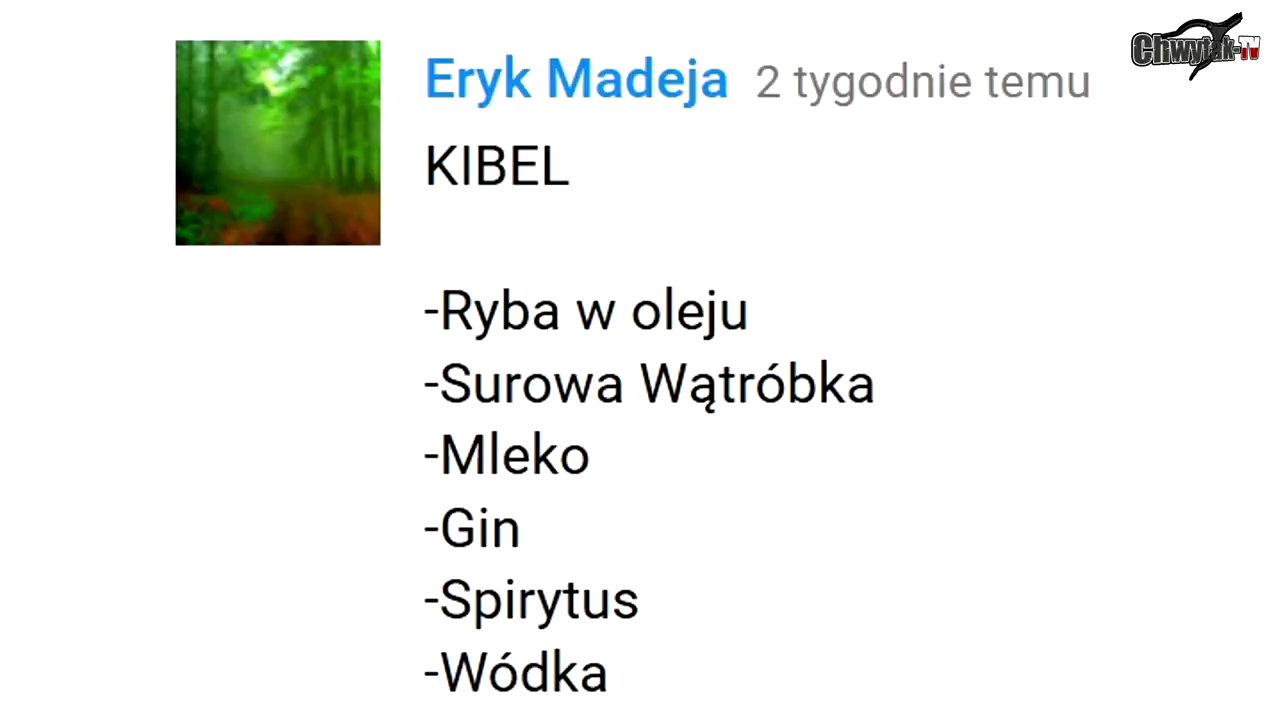 Chwytak-TV
Eryk Madeja 2 tygodnie temu
KIBEL
-Ryba w oleju
-Surowa Wątróbka
-Mleko
-Gin
-Spirytus
-Wódka